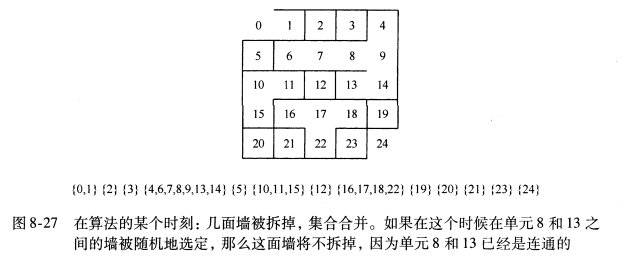 0 1 2 3 4
5 6 7 8 9
10 11 12 13 14
15 16 17 18 19
20 21 22 23 24
{0,1} {2} {3} {4,6,7,8,9,13,14} {5} {10,11,15} {12} {16,17,18,22} {19} {20} {21} {23} {24}
图 8-27 在算法的某个时刻：几面墙被拆掉，集合合并。如果在这个时候在单元 8 和 13 之
间的墙被随机地选定，那么这面墙将不拆掉，因为单元 8 和 13 已经是连通的